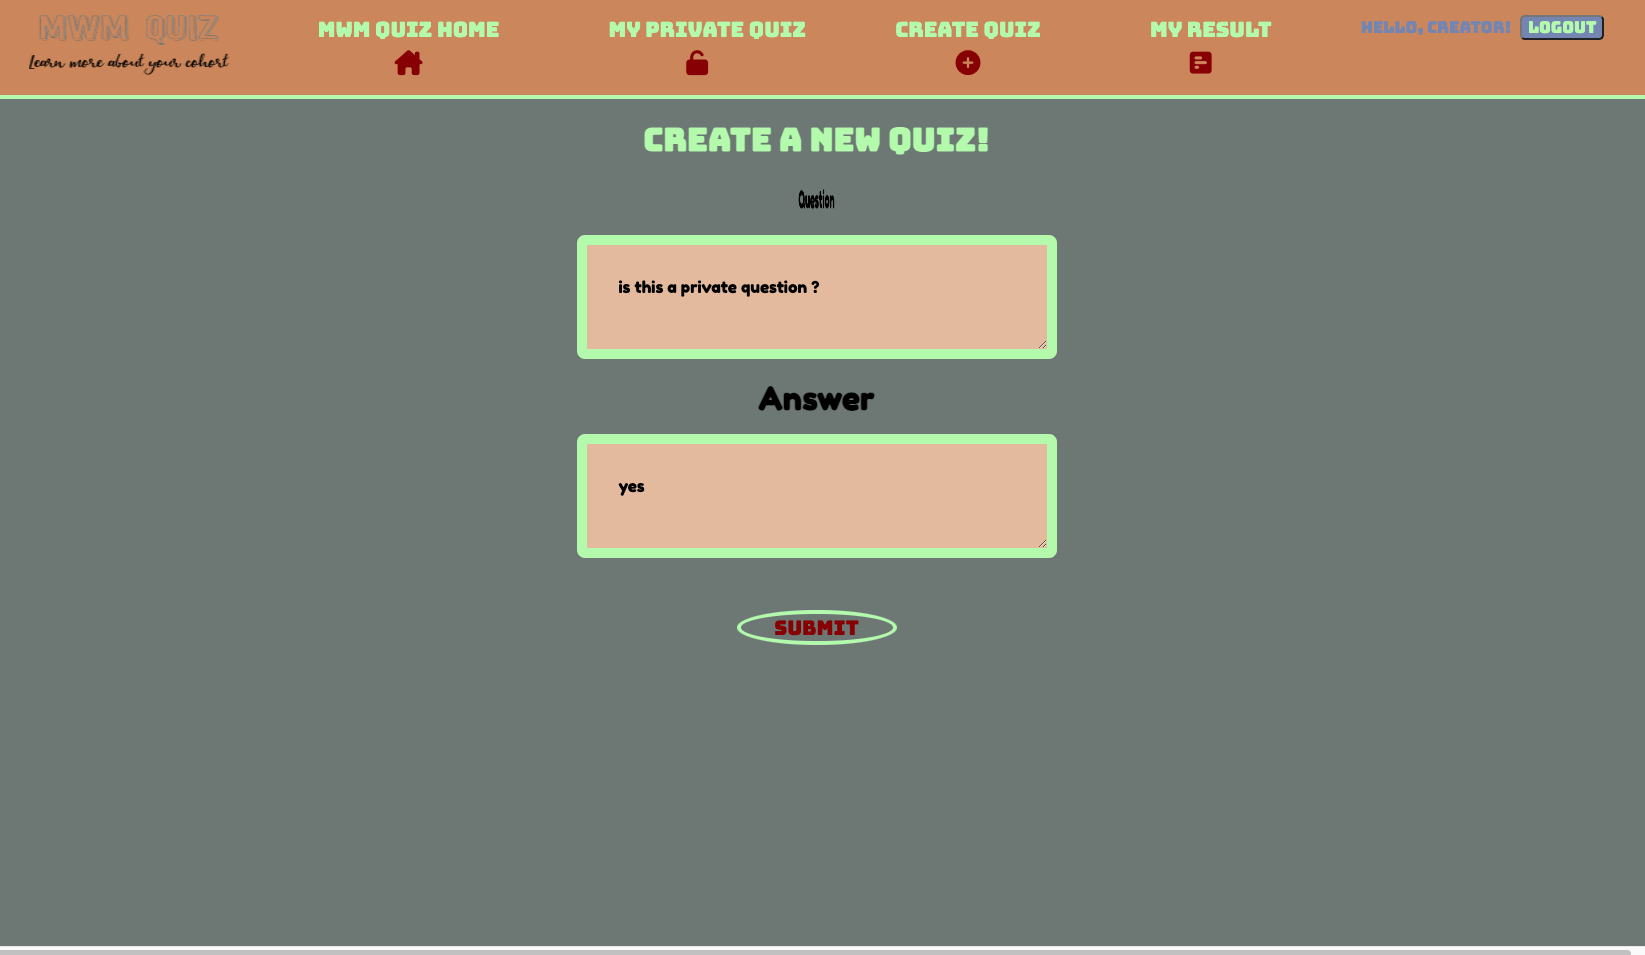 MWM QUIZ
Learn more about your cohort
MWM QUIZ HOME
MY PRIVATE QUIZ
CREATE QUIZ
MY RESULT
HELLO, CREATOR!
LOGOUT
CREATE A NEW QUIZ!
Question
is this a private question ?
Answer
yes
SUBMIT